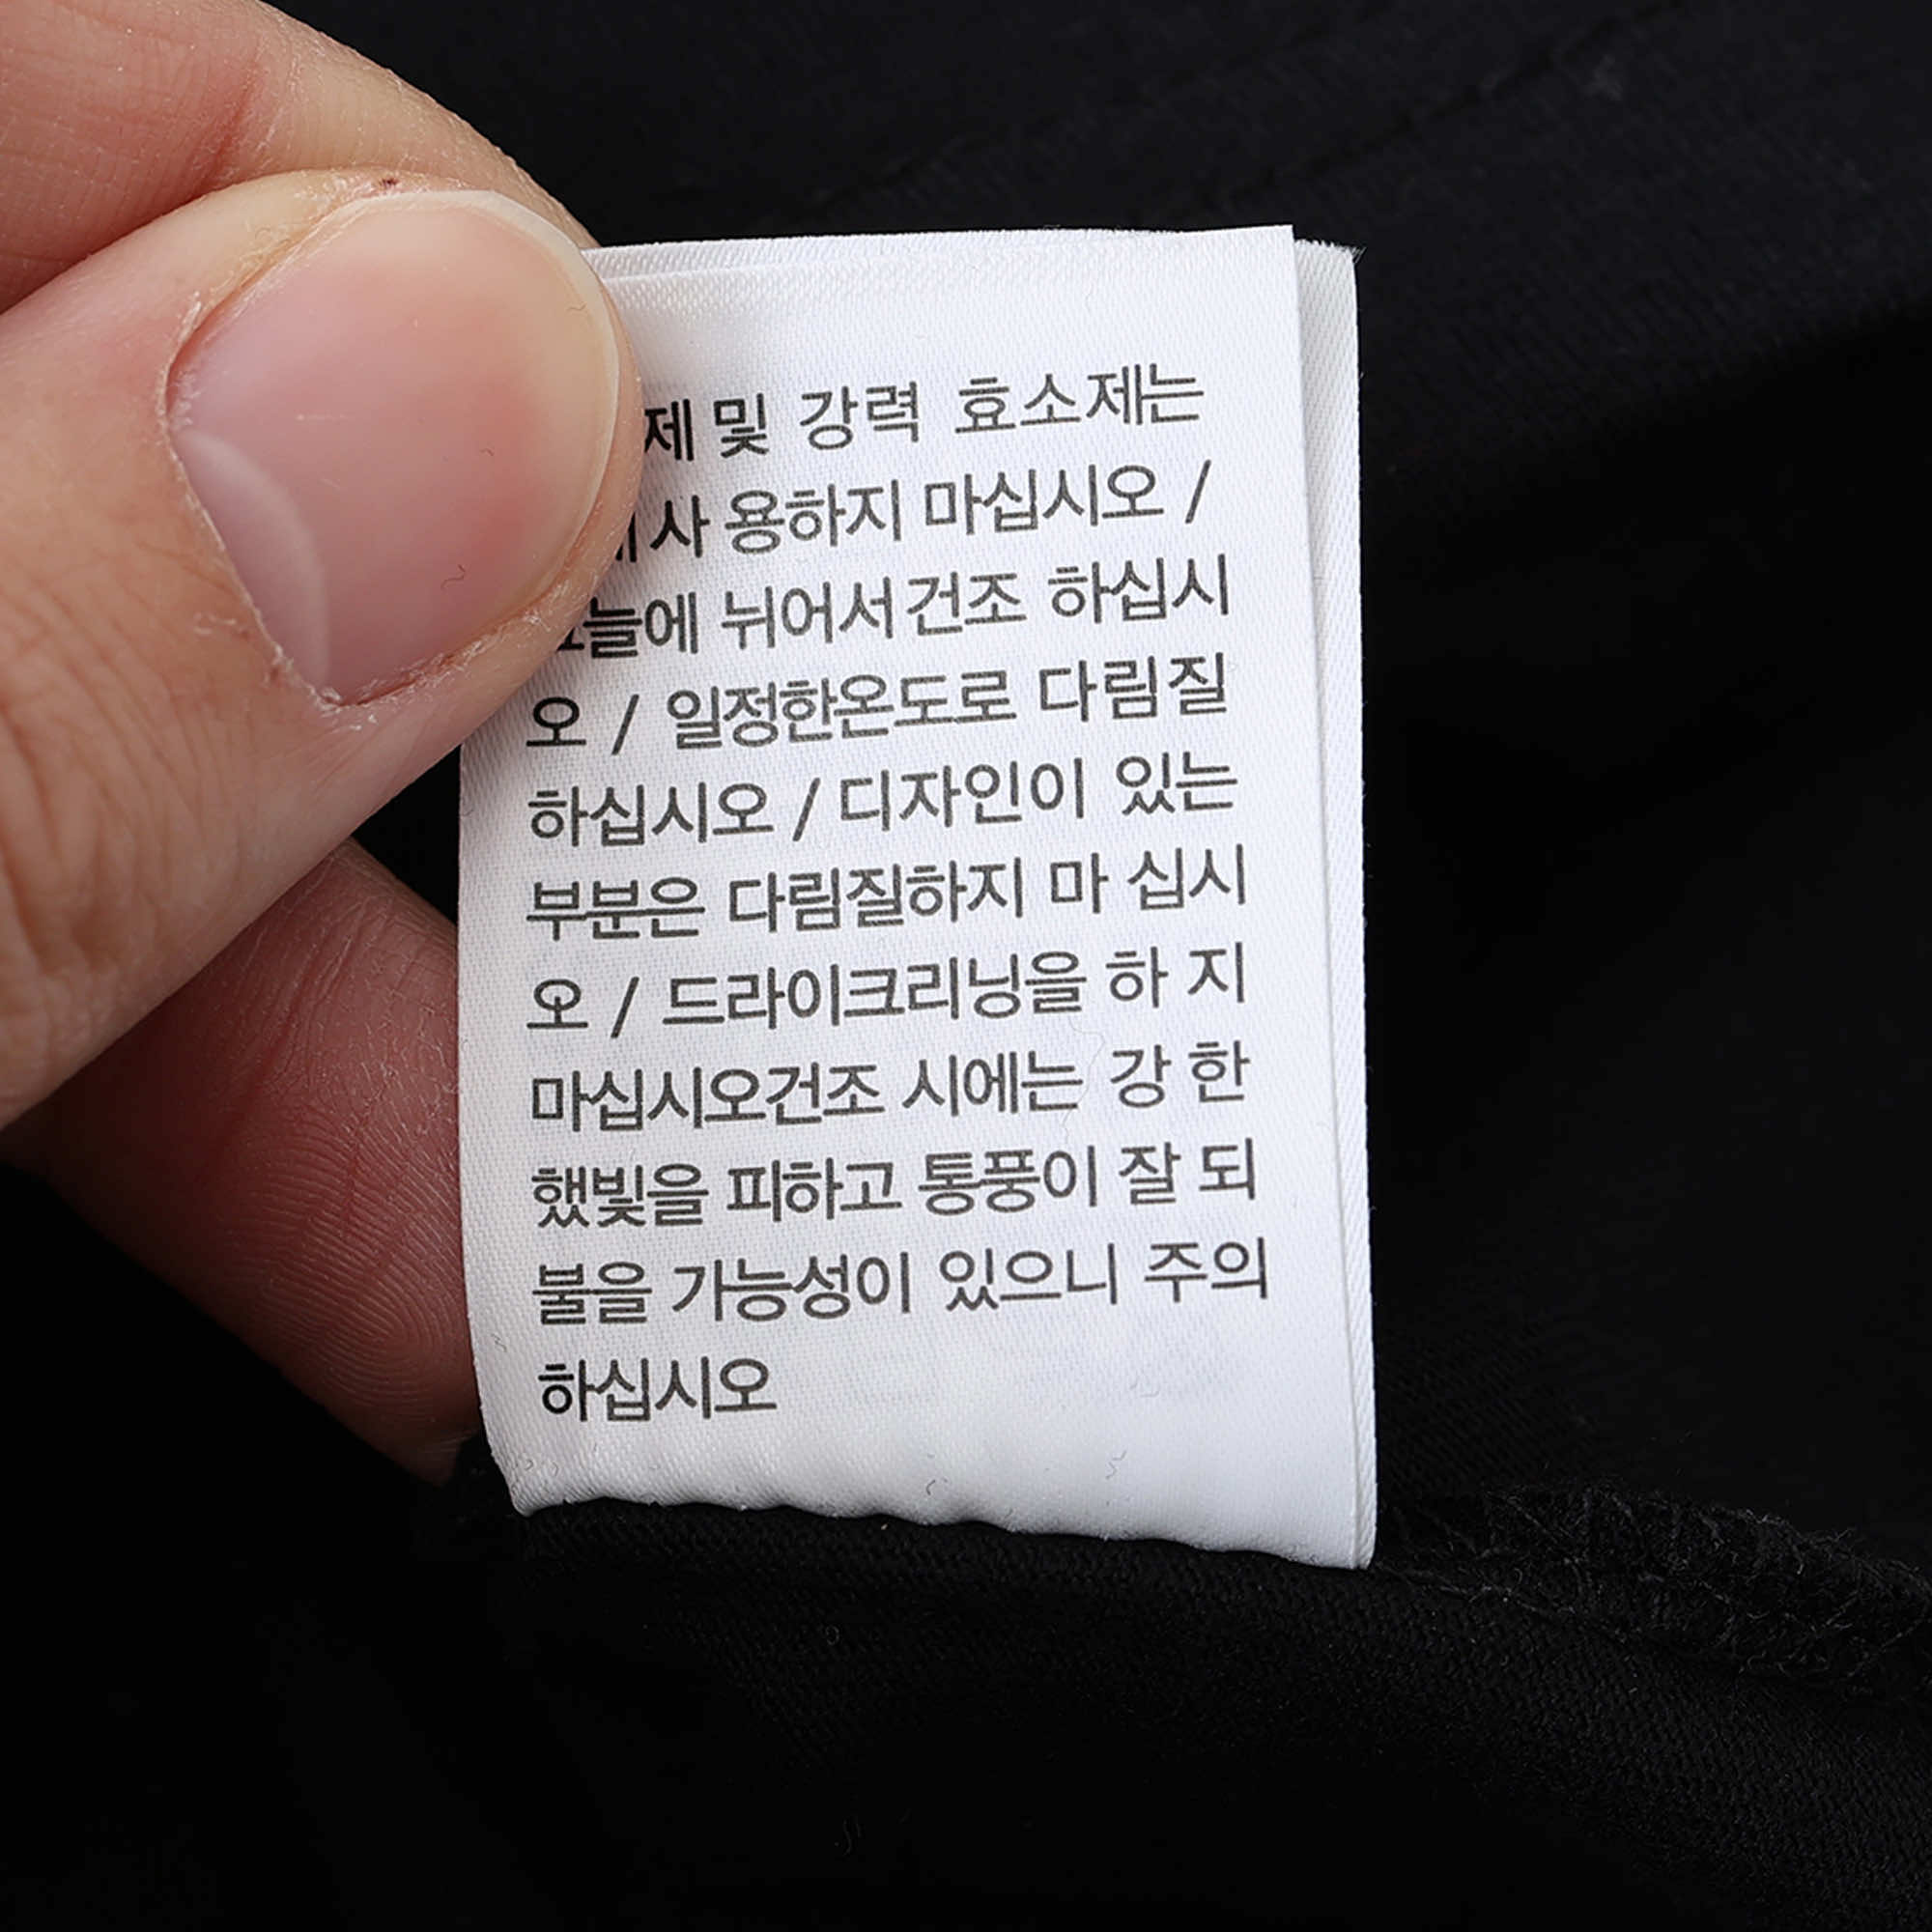 제 및 강력 효소제는
사 용하지 마십시오 /
늘에 뉘어서건조 하십시
오 / 일정한온도로 다림질
하십시오 / 디자인이 있는
부분은 다림질하지 마 십시
오 / 드라이크리닝을 하 지
마십시오건조 시에는 강 한
했빛을 피하고 통풍이 잘 되
불을 가능성이 있으니 주의
하십시오